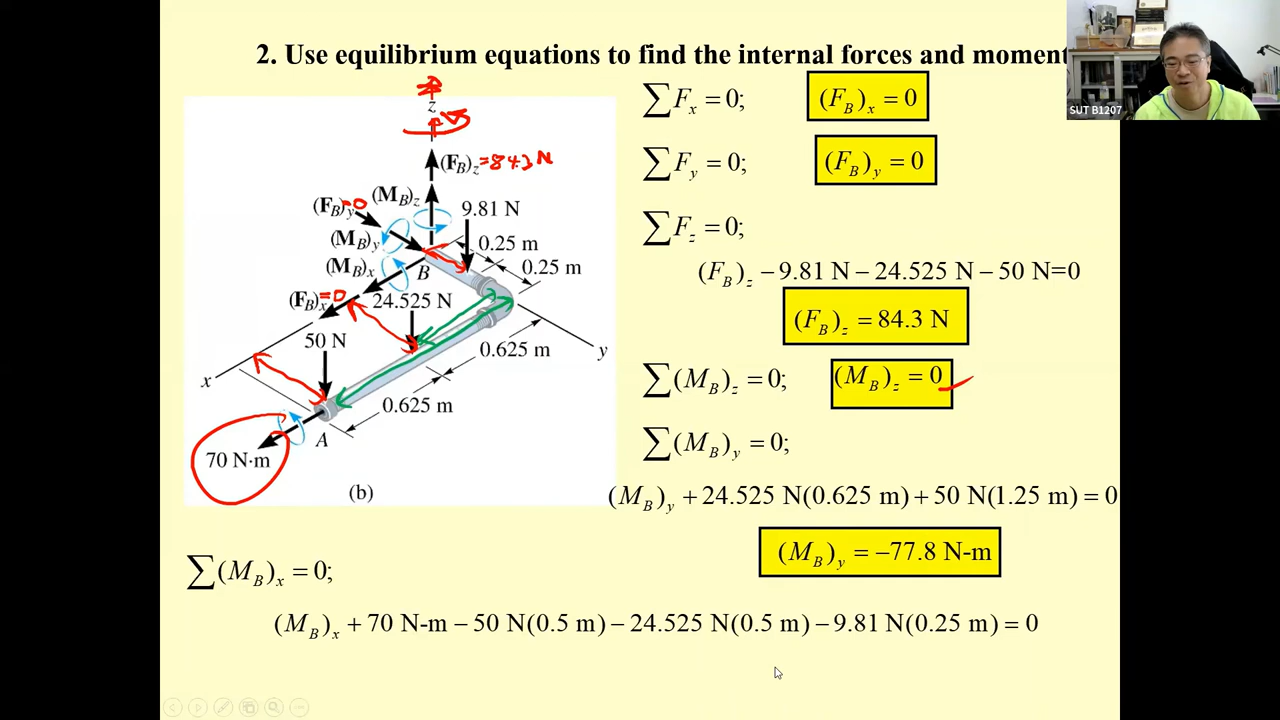 2. Use equilibrium equations to find the internal forces and moment
SUT B1207
z
(F_B)_z =84.3 N
(M_B)_z
9.81 N
(F_B)_y =0
0.25 m
(M_B)_y
0.25 m
(M_B)_x
B
(F_B)_x =0
24.525 N
50 N
0.625 m
y
x
0.625 m
A
70 N·m
(b)
∑F_x = 0; (F_B)_x = 0
∑F_y = 0; (F_B)_y = 0
∑F_z = 0;
(F_B)_z − 9.81 N − 24.525 N − 50 N=0
(F_B)_z = 84.3 N
∑(M_B)_z = 0; (M_B)_z = 0
∑(M_B)_y = 0;
(M_B)_y + 24.525 N(0.625 m) + 50 N(1.25 m) = 0
(M_B)_y = −77.8 N-m
∑(M_B)_x = 0;
(M_B)_x + 70 N-m − 50 N(0.5 m) − 24.525 N(0.5 m) − 9.81 N(0.25 m) = 0